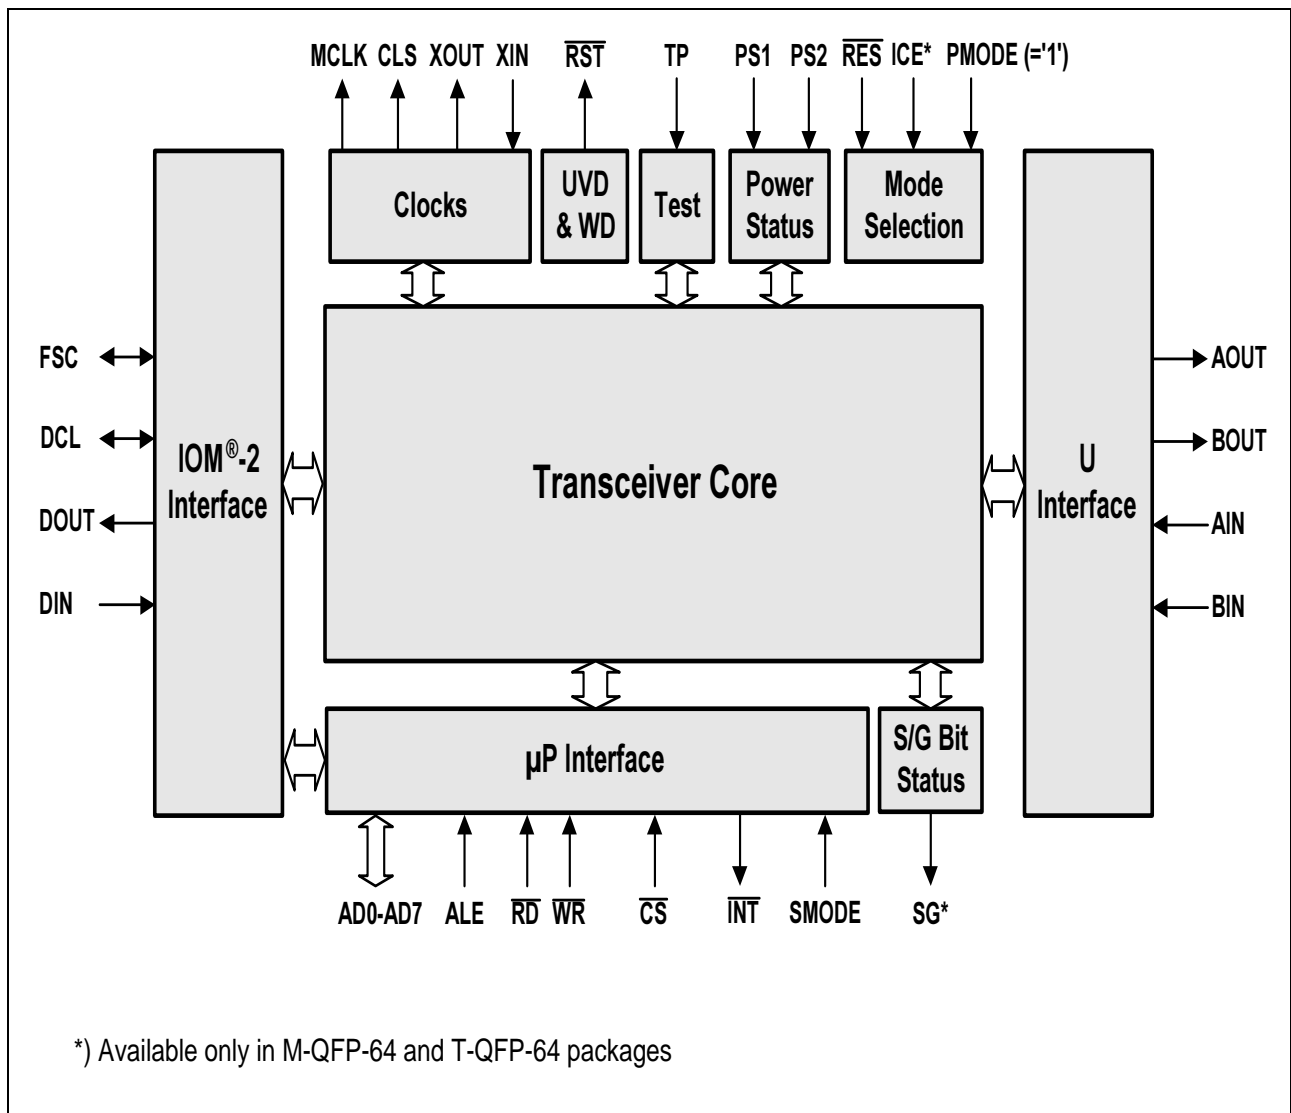 MCLK CLS XOUT XIN RST TP PS1 PS2 RES ICE* PMODE (='1')
Clocks
UVD
& WD
Test
Power
Status
Mode
Selection
FSC
DCL
DOUT
DIN
IOM®-2
Interface
Transceiver Core
U
Interface
AOUT
BOUT
AIN
BIN
µP Interface
S/G Bit
Status
AD0-AD7 ALE RD WR CS INT SMODE SG*
*) Available only in M-QFP-64 and T-QFP-64 packages